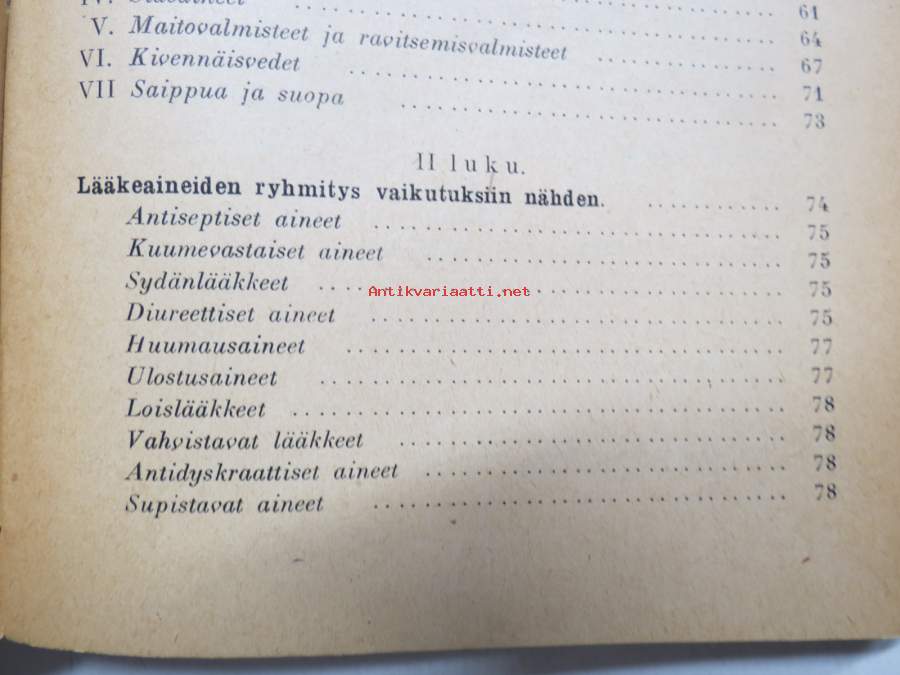 61
64
V. Maitovalmisteet ja ravitsemisvalmisteet ........ 67
VI. Kivennäisvedet ........ 71
VII Saippua ja suopa ........ 73
II luku.
Lääkeaineiden ryhmitys vaikutuksiin nähden. ........ 74
Antiseptiset aineet ........ 75
Kuumevastaiset aineet ........ 75
Sydänlääkkeet ........ 75
Antikvariaatti.net
Diureettiset aineet ........ 75
Huumausaineet ........ 77
Ulostusaineet ........ 77
Loislääkkeet ........ 78
Vahvistavat lääkkeet ........ 78
Antidyskraattiset aineet ........ 78
Supistavat aineet ........ 78